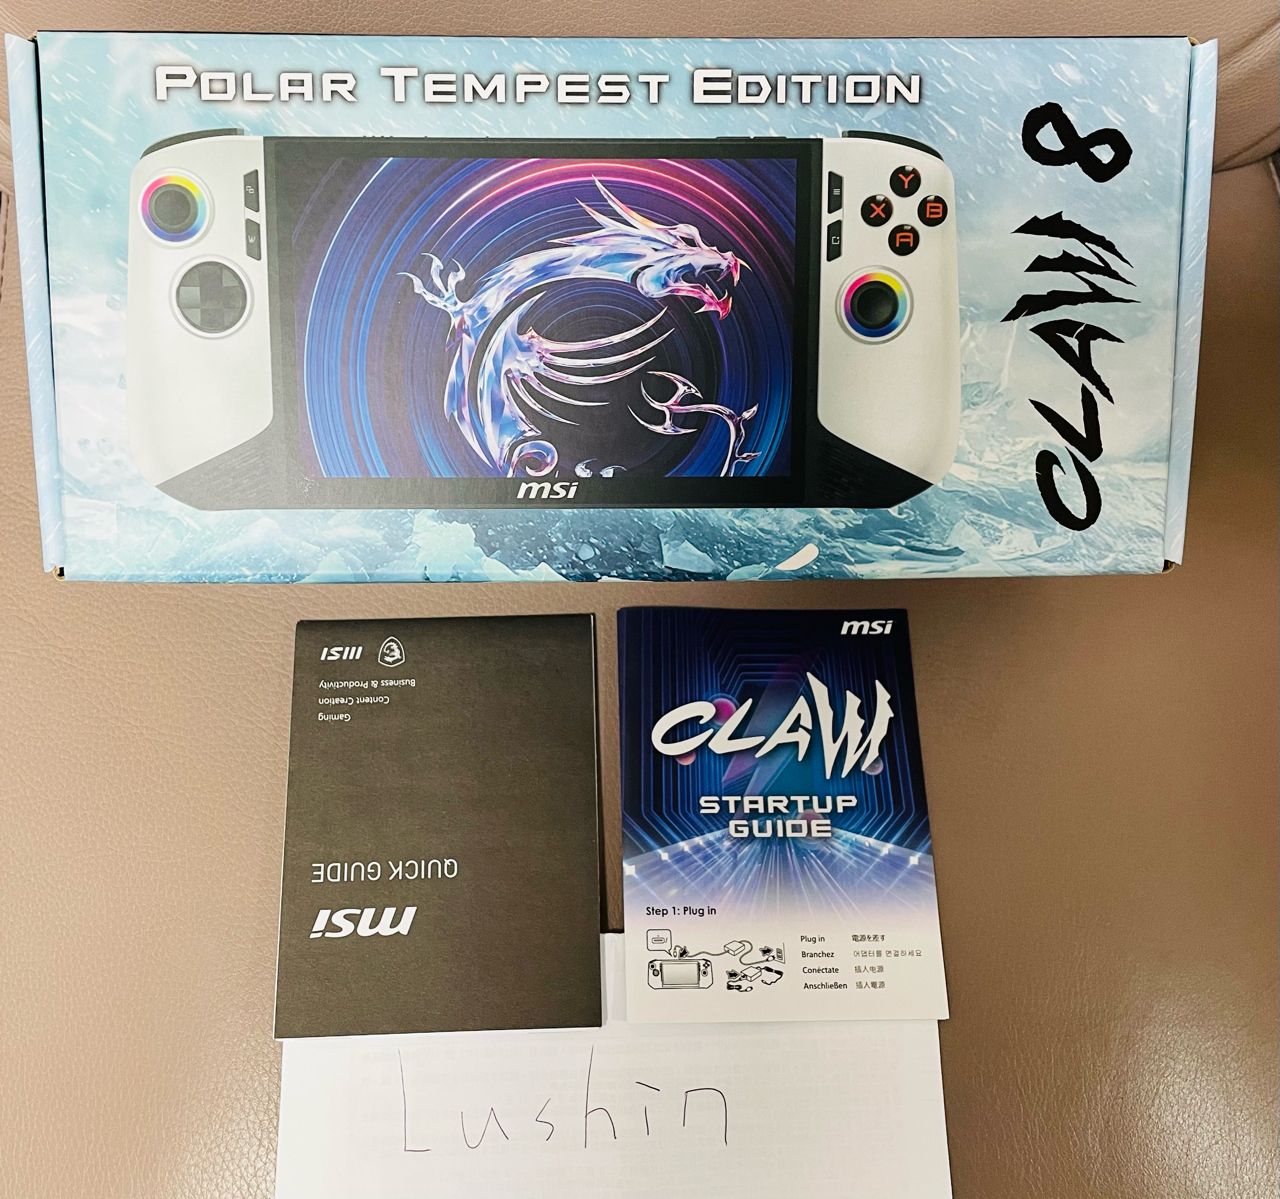 POLAR TEMPEST EDITION
CLAW 8
Y
X
B
A
msi
msi
Business & Productivity
Content Creation
Gaming
QUICK GUIDE
msi
msi
CLAW
STARTUP
GUIDE
Step 1: Plug in
Plug in 電源を差す
Branchez 어댑터를 연결하세요
Conéctate 插入电源
Anschließen 插入電源
Lushin